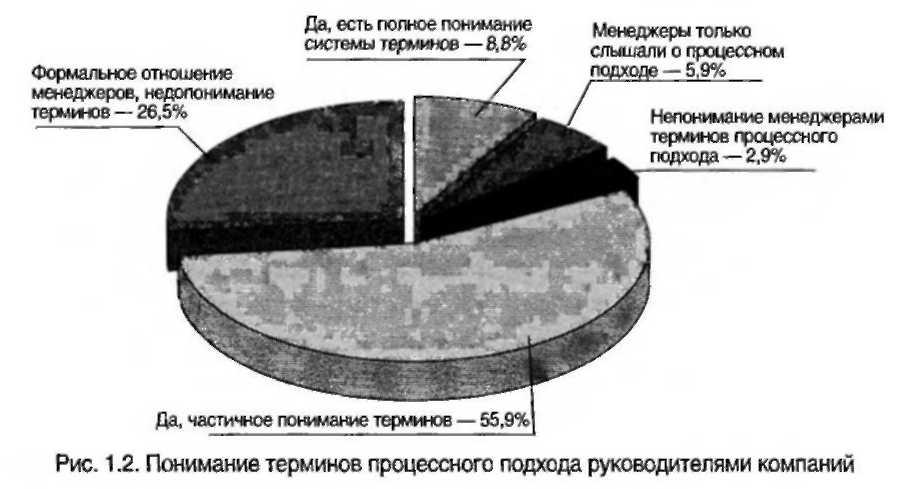 Да, есть полное понимание
системы терминов — 8,8%
Менеджеры только
слышали о процессном
подходе — 5,9%
Формальное отношение
менеджеров, недопонимание
терминов — 26,5%
Непонимание менеджерами
терминов процессного
подхода — 2,9%
Да, частичное понимание терминов — 55,9%
Рис. 1.2. Понимание терминов процессного подхода руководителями компаний